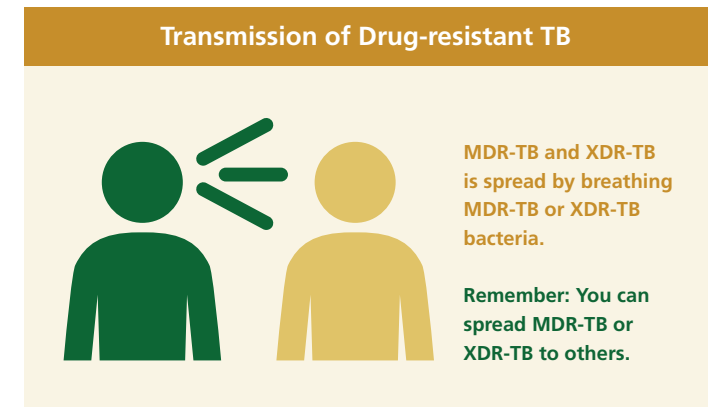 Transmission of Drug-resistant TB
MDR-TB and XDR-TB
is spread by breathing
MDR-TB or XDR-TB
bacteria.
Remember: You can
spread MDR-TB or
XDR-TB to others.